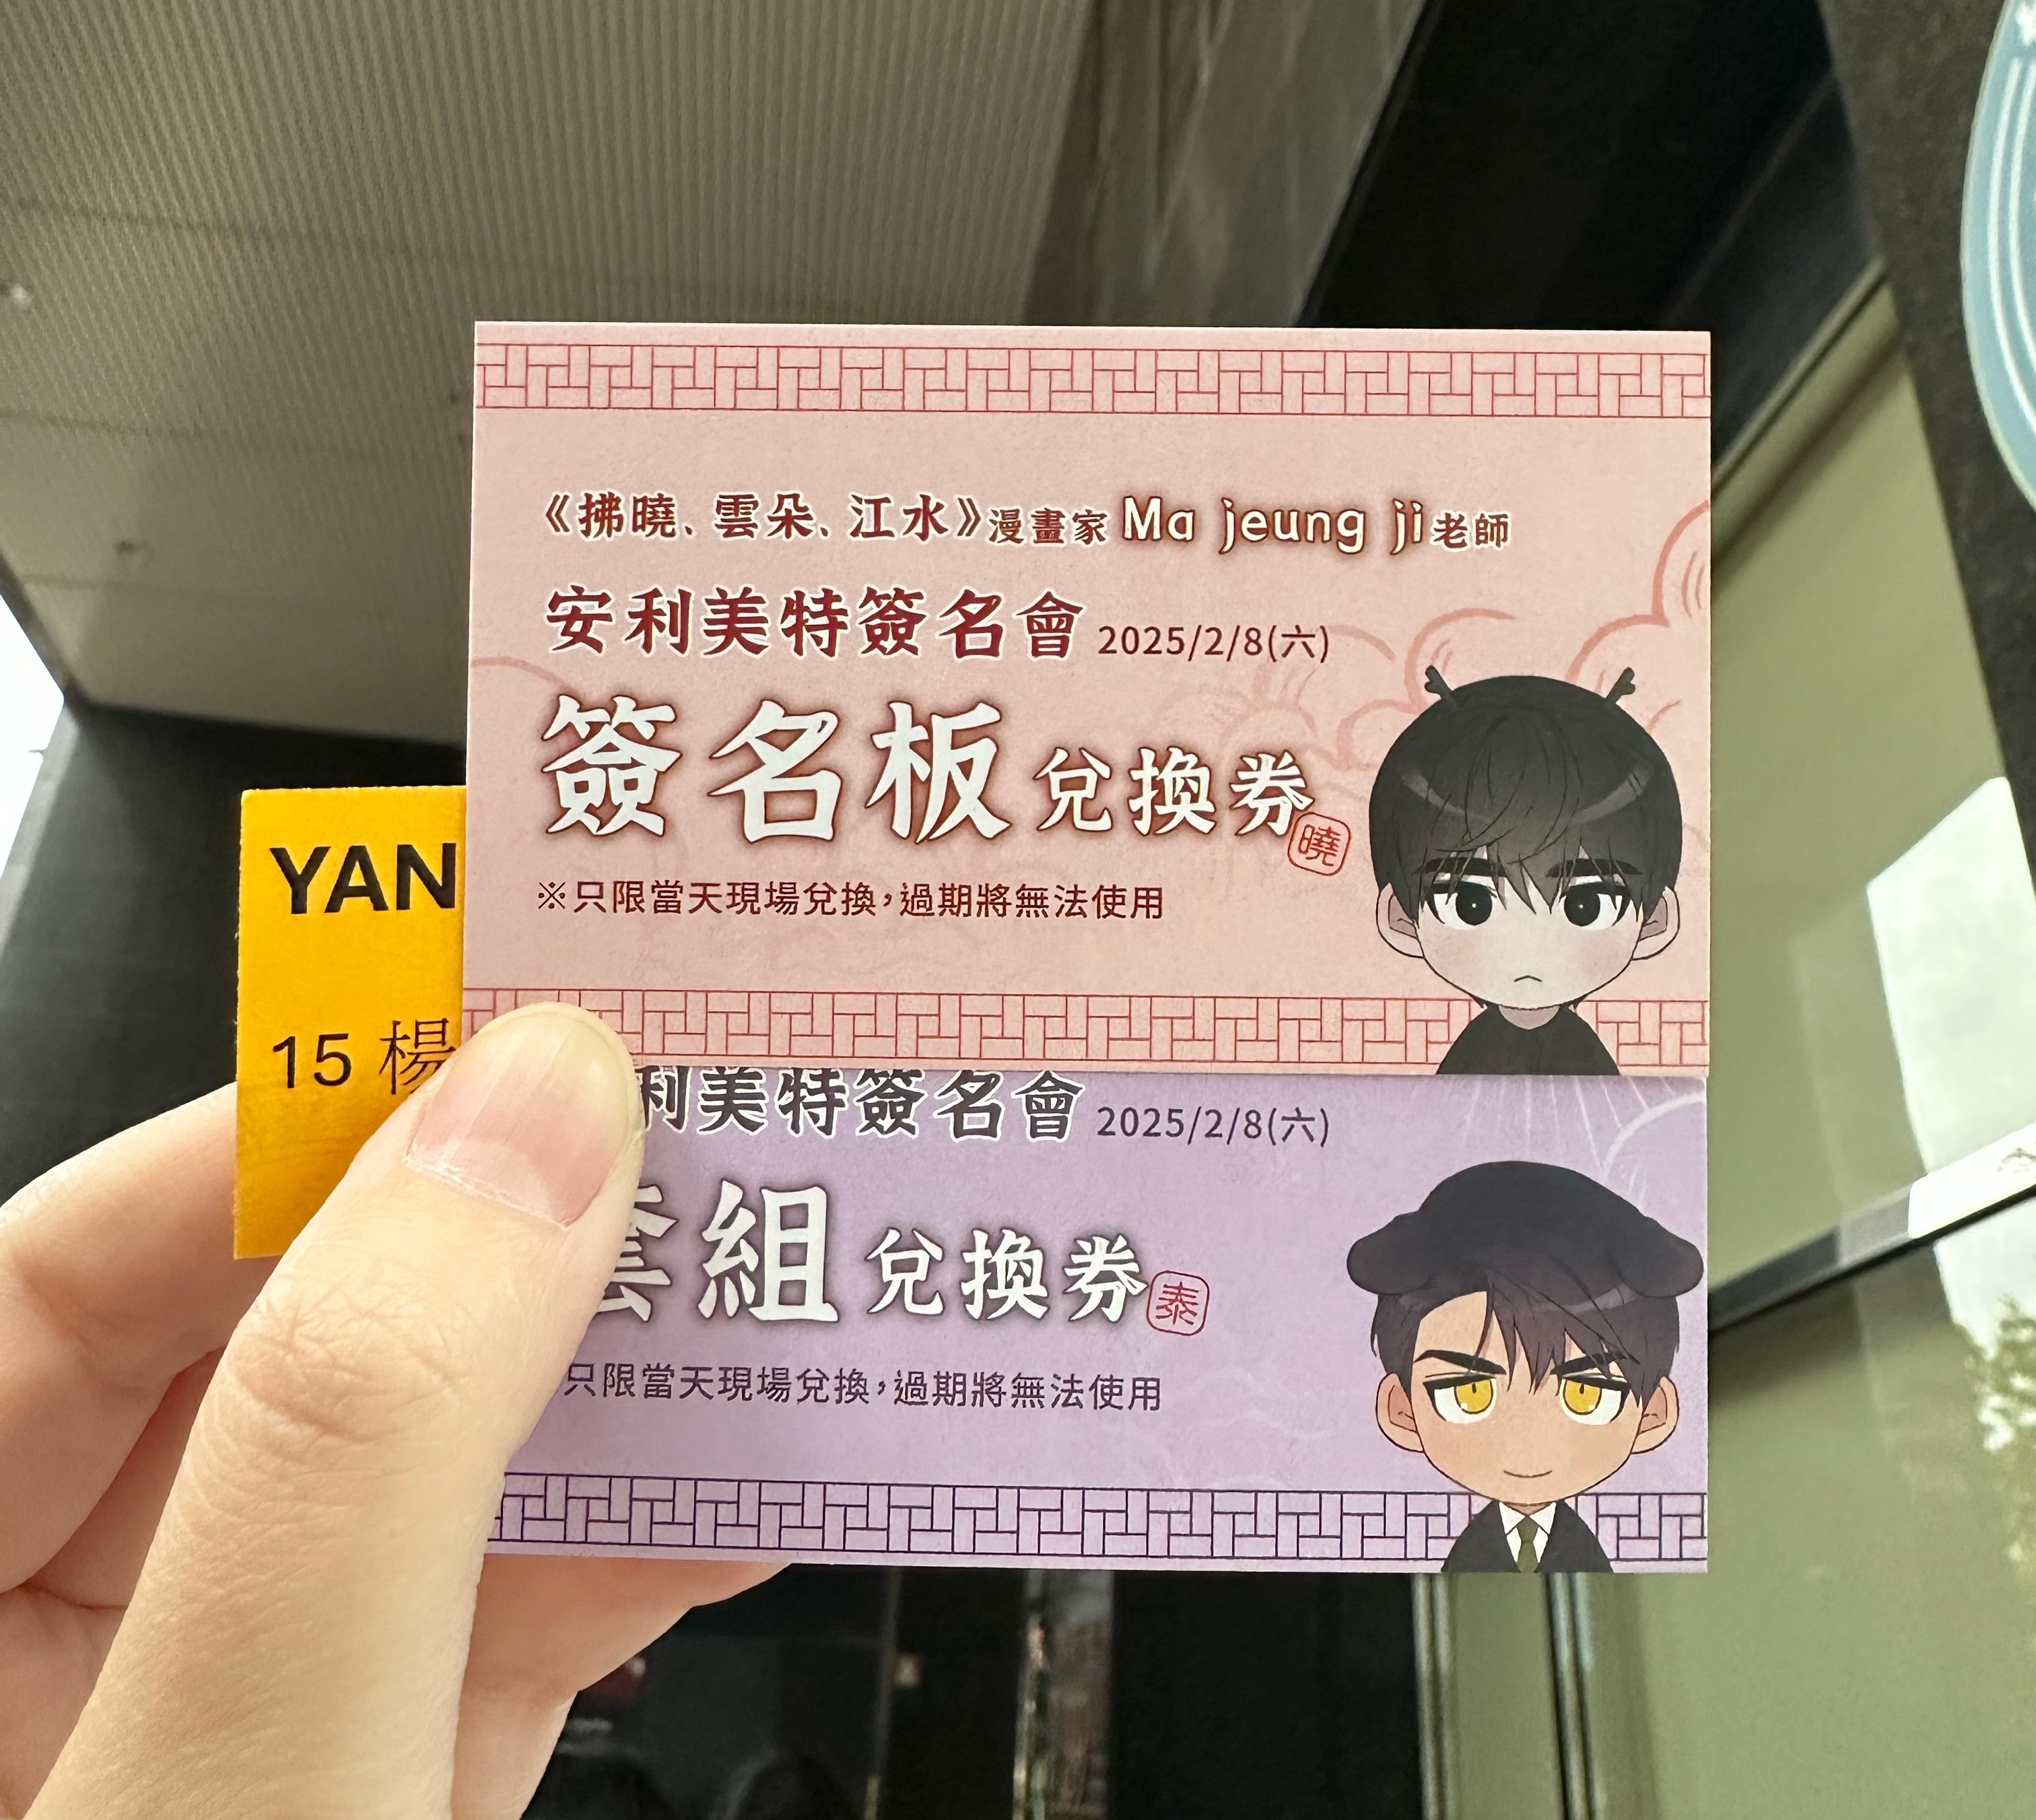 《拂曉、雲朵、江水》漫畫家 Ma jeung ji老師
安利美特簽名會 2025/2/8(六)
簽名板 兌換券
曉
※只限當天現場兌換，過期將無法使用
YAN
15 楊
利美特簽名會 2025/2/8(六)
套組 兌換券
泰
只限當天現場兌換，過期將無法使用